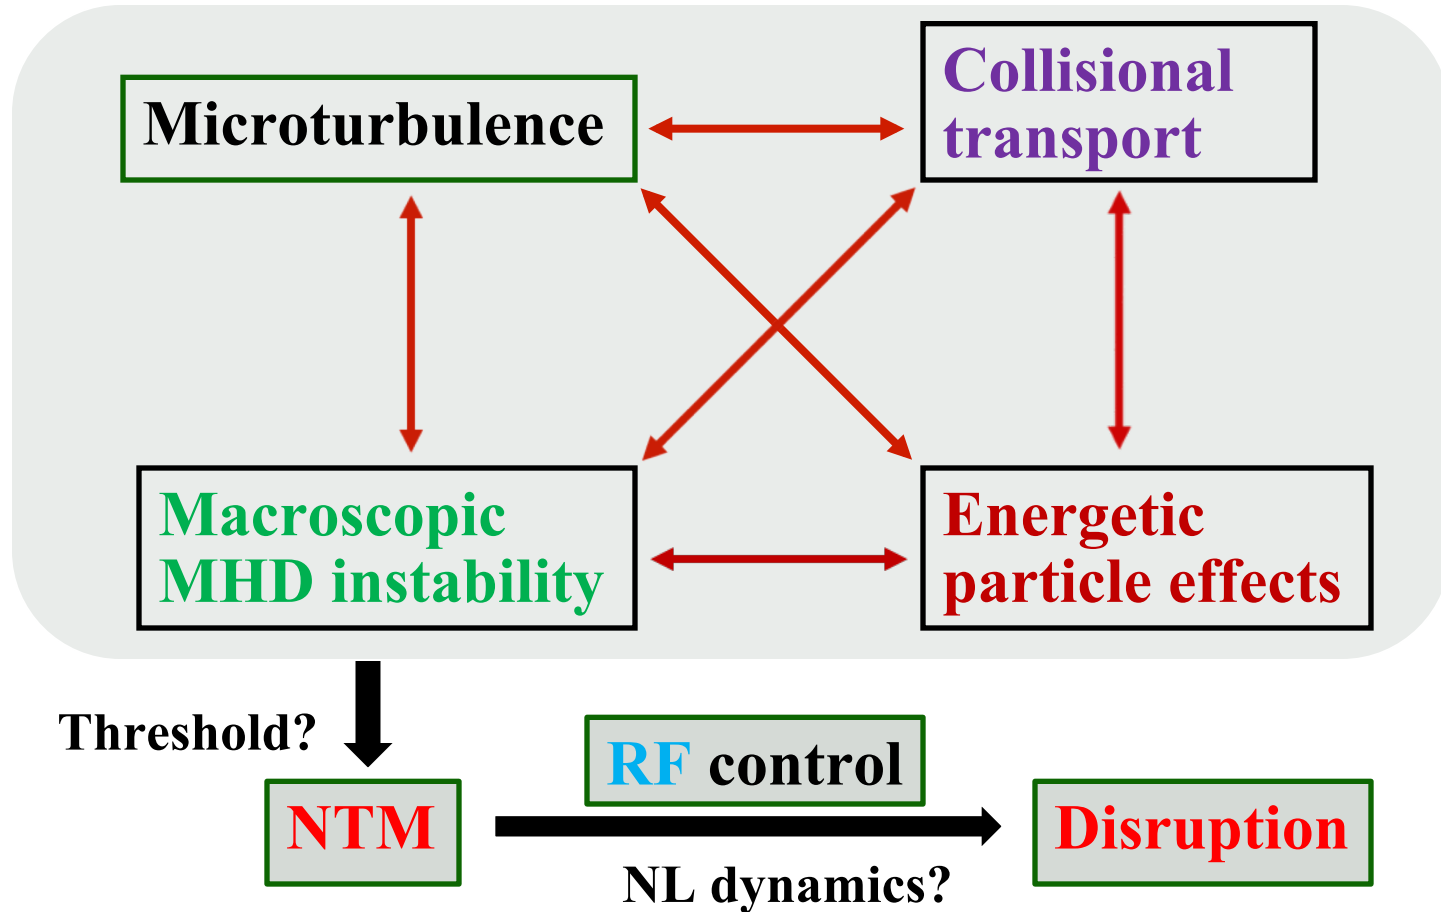 Microturbulence
Collisional
transport
Macroscopic
MHD instability
Energetic
particle effects
Threshold?
RF control
NTM
Disruption
NL dynamics?